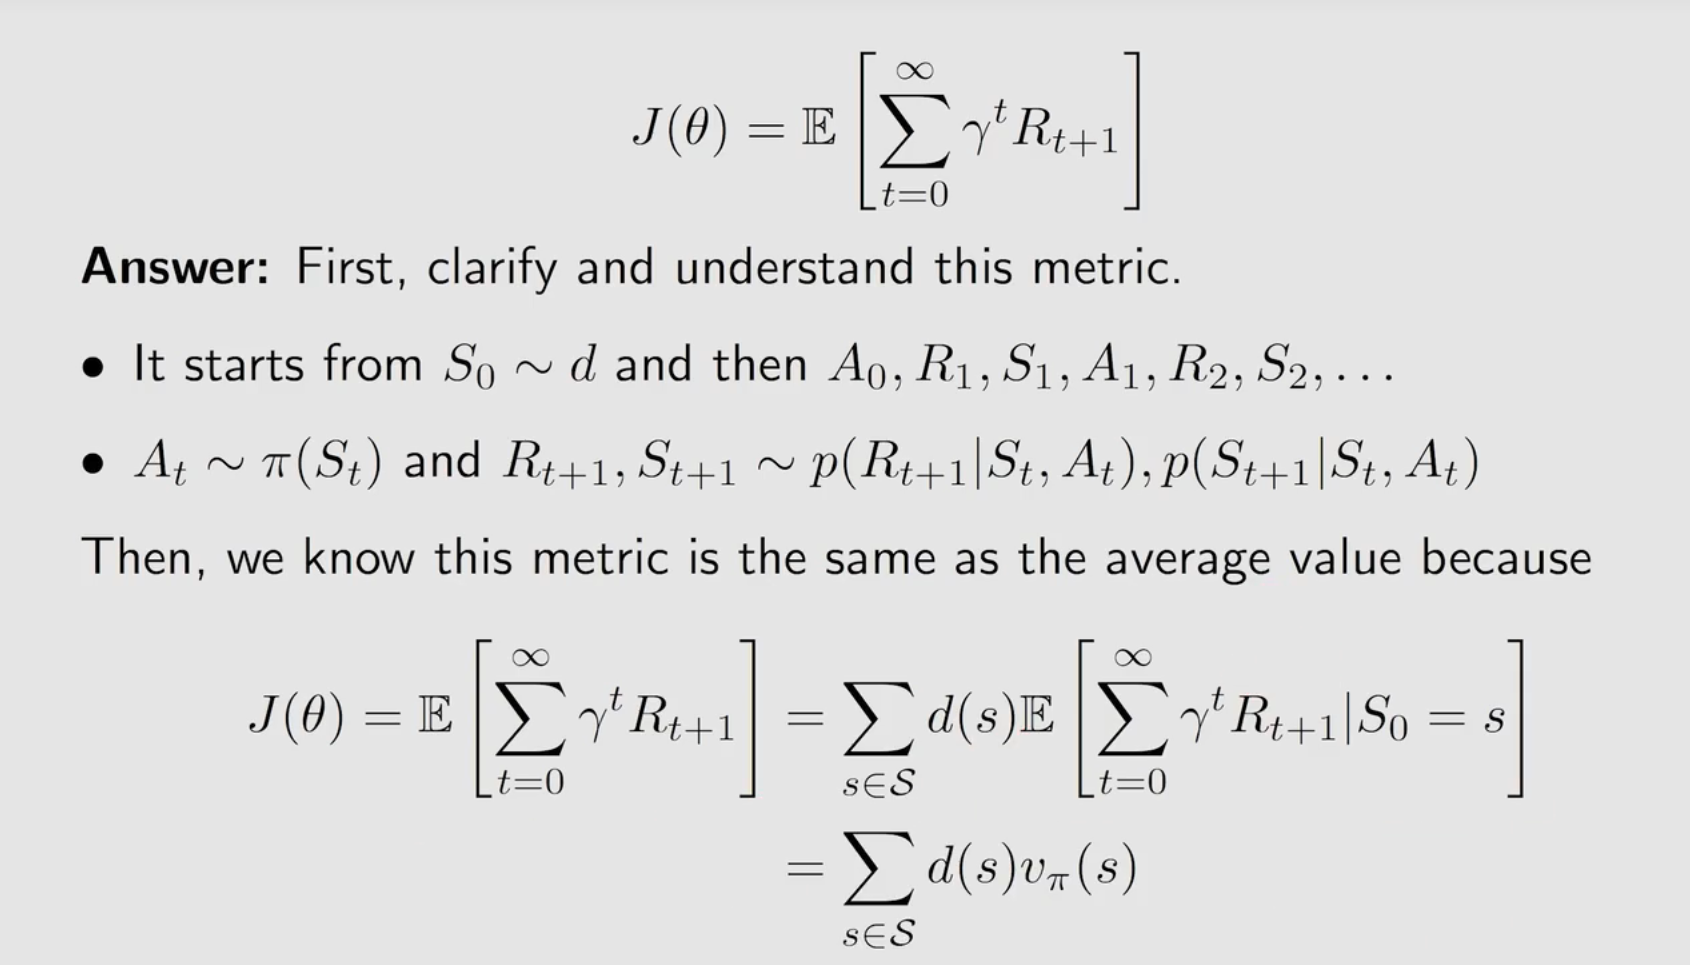 J(θ) = 𝔼 [ ∑_{t=0}^{∞} γ^t R_{t+1} ]
Answer: First, clarify and understand this metric.
• It starts from S_0 ∼ d and then A_0, R_1, S_1, A_1, R_2, S_2, . . .
• A_t ∼ π(S_t) and R_{t+1}, S_{t+1} ∼ p(R_{t+1}|S_t, A_t), p(S_{t+1}|S_t, A_t)
Then, we know this metric is the same as the average value because
J(θ) = 𝔼 [ ∑_{t=0}^{∞} γ^t R_{t+1} ] = ∑_{s∈𝒮} d(s)𝔼 [ ∑_{t=0}^{∞} γ^t R_{t+1}|S_0 = s ]
= ∑_{s∈𝒮} d(s)v_π(s)